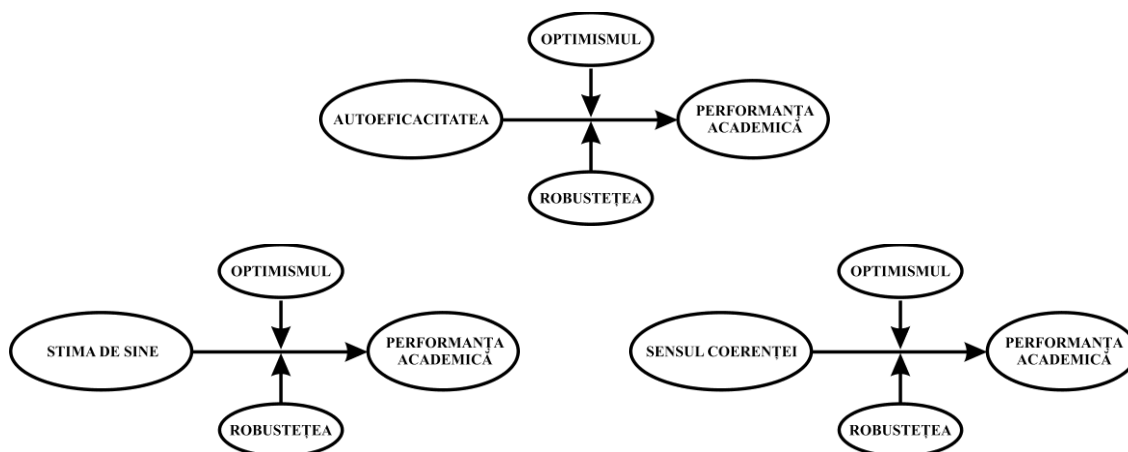 OPTIMISMUL
AUTOEFICACITATEA
PERFORMANȚA
ACADEMICĂ
ROBUSTEȚEA
OPTIMISMUL
STIMA DE SINE
PERFORMANȚA
ACADEMICĂ
ROBUSTEȚEA
OPTIMISMUL
SENSUL COERENȚEI
PERFORMANȚA
ACADEMICĂ
ROBUSTEȚEA